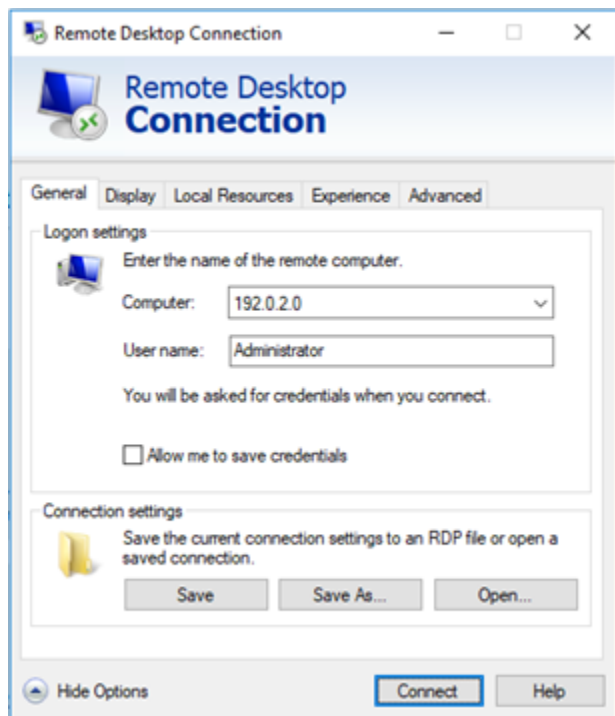 Remote Desktop Connection
Remote Desktop
Connection
General Display Local Resources Experience Advanced
Logon settings
Enter the name of the remote computer.
Computer: 192.0.2.0
User name: Administrator
You will be asked for credentials when you connect.
Allow me to save credentials
Connection settings
Save the current connection settings to an RDP file or open a
saved connection.
Save Save As... Open...
Hide Options Connect Help